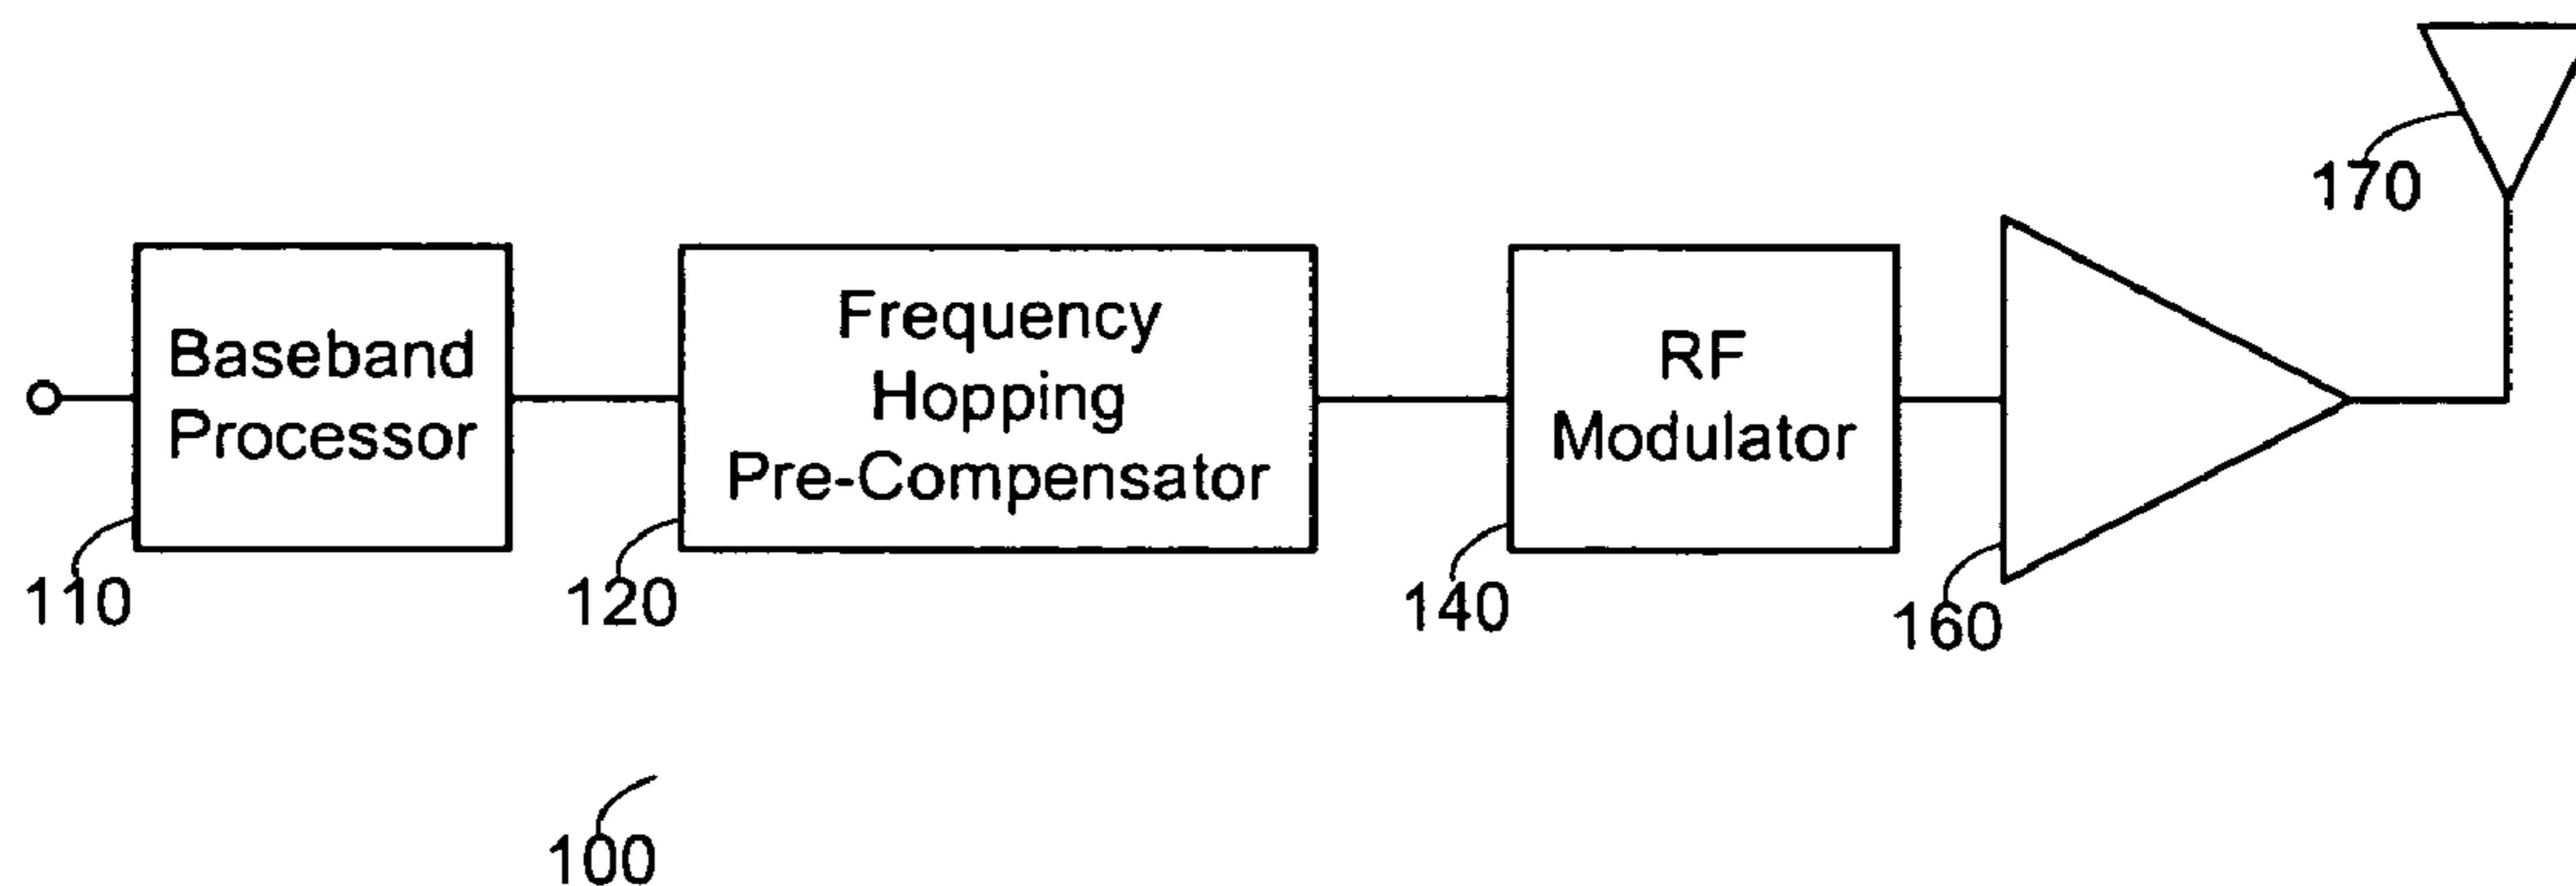 170
Baseband
Processor
Frequency
Hopping
Pre-Compensator
RF
Modulator
110
120
140
160
100